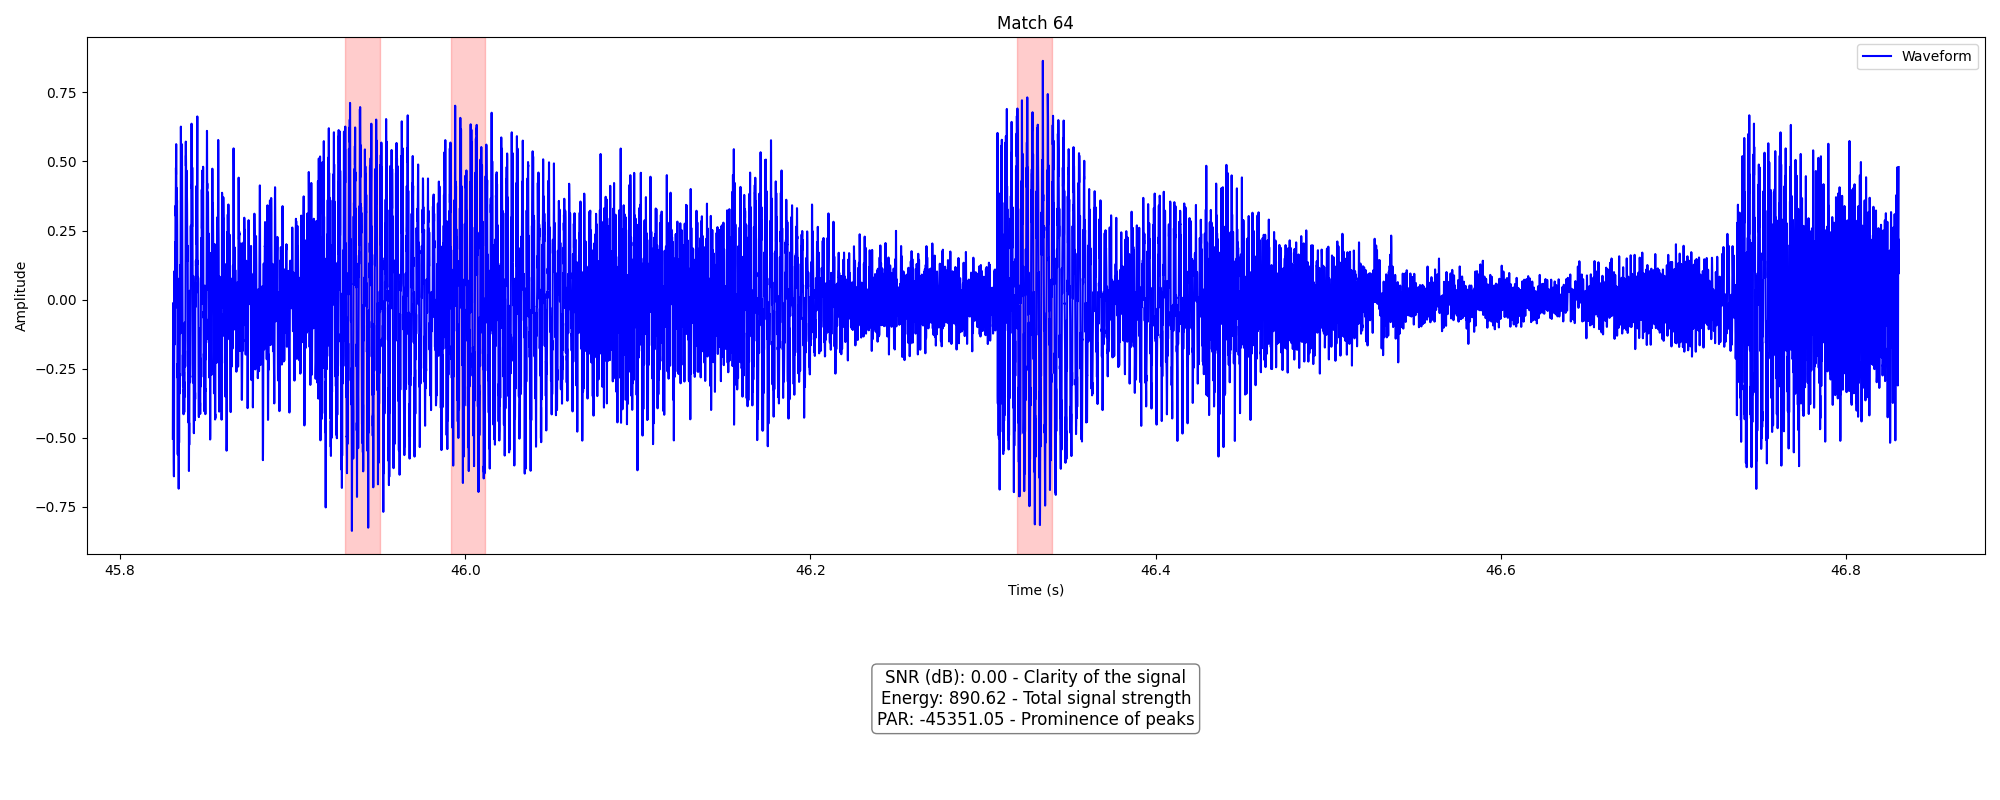 Match 64
Waveform
0.75
0.50
0.25
0.00
−0.25
−0.50
−0.75
Amplitude
45.8 46.0 46.2 46.4 46.6 46.8
Time (s)
SNR (dB): 0.00 - Clarity of the signal
Energy: 890.62 - Total signal strength
PAR: -45351.05 - Prominence of peaks